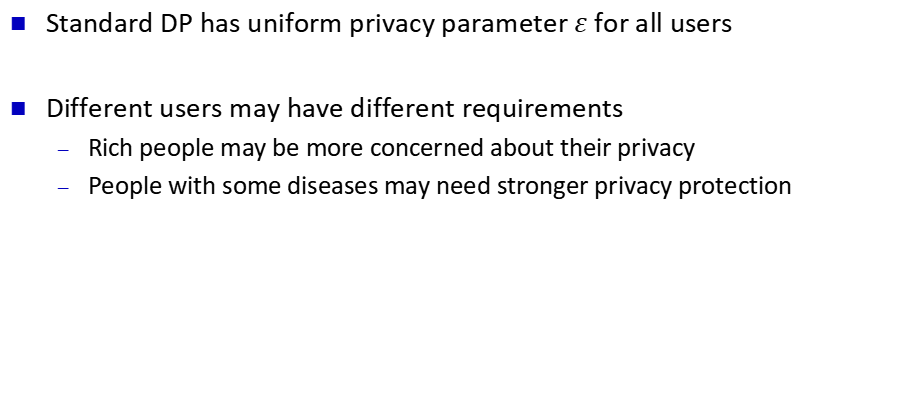 Standard DP has uniform privacy parameter ε for all users
Different users may have different requirements
– Rich people may be more concerned about their privacy
– People with some diseases may need stronger privacy protection